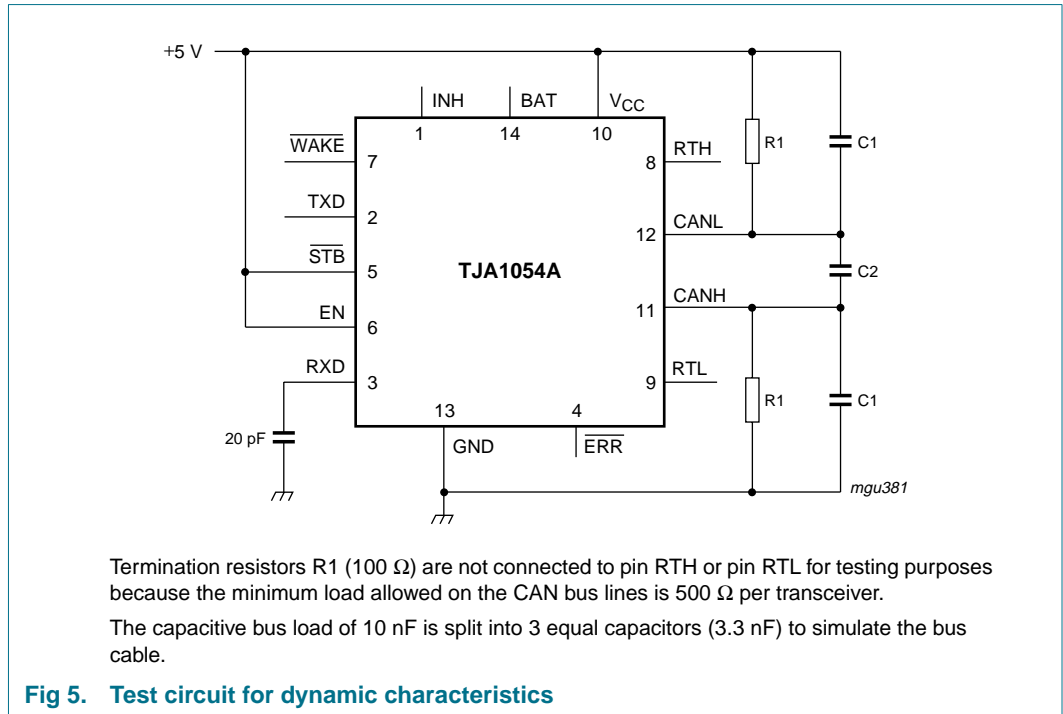 +5 V
INH
BAT
VCC
1
14
10
WAKE
7
8
RTH
R1
C1
TXD
2
12
CANL
STB
5
TJA1054A
C2
EN
6
11
CANH
RXD
3
9
RTL
R1
C1
20 pF
13
4
GND
ERR
mgu381
Termination resistors R1 (100 Ω) are not connected to pin RTH or pin RTL for testing purposes
because the minimum load allowed on the CAN bus lines is 500 Ω per transceiver.
The capacitive bus load of 10 nF is split into 3 equal capacitors (3.3 nF) to simulate the bus
cable.
Fig 5. Test circuit for dynamic characteristics